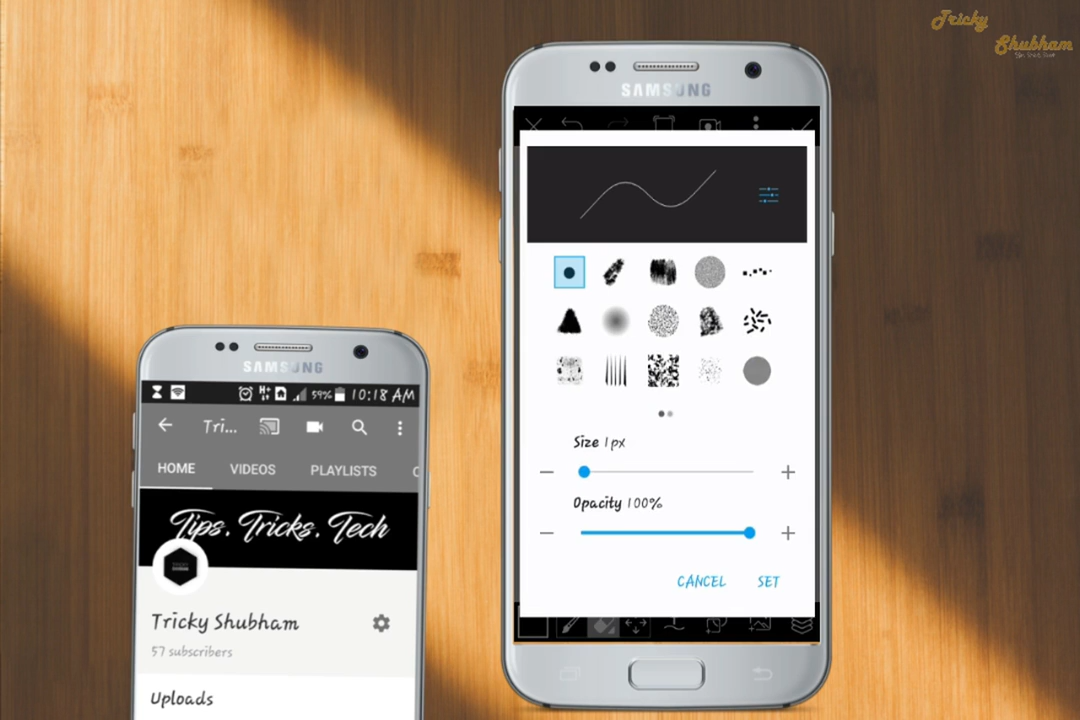 Tricky
Shubham
SAMSUNG
Size 1px
Opacity 100%
CANCEL SET
SAMSUNG
59% 10:18 AM
Tri...
HOME VIDEOS PLAYLISTS
Tips. Tricks. Tech
Tricky Shubham
57 subscribers
Uploads